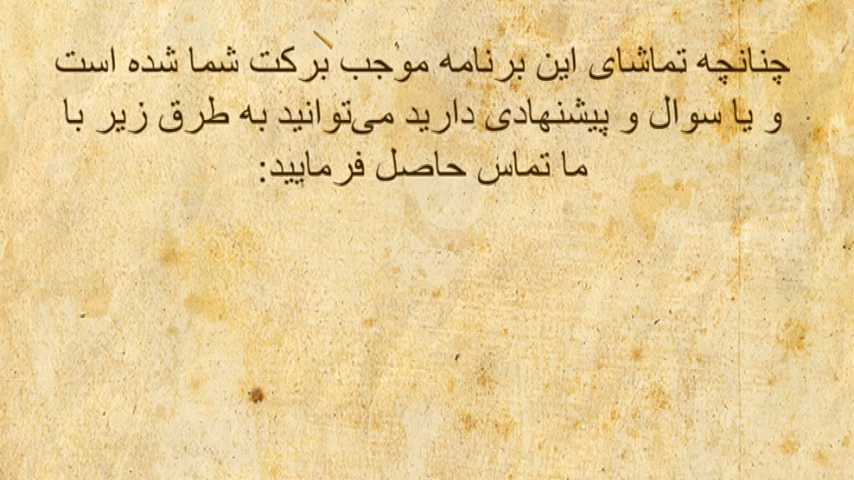 چنانچه تماشای این برنامه موجب برکت شما شده است
و یا سوال و پیشنهادی دارید می‌توانید به طرق زیر با
ما تماس حاصل فرمایید: